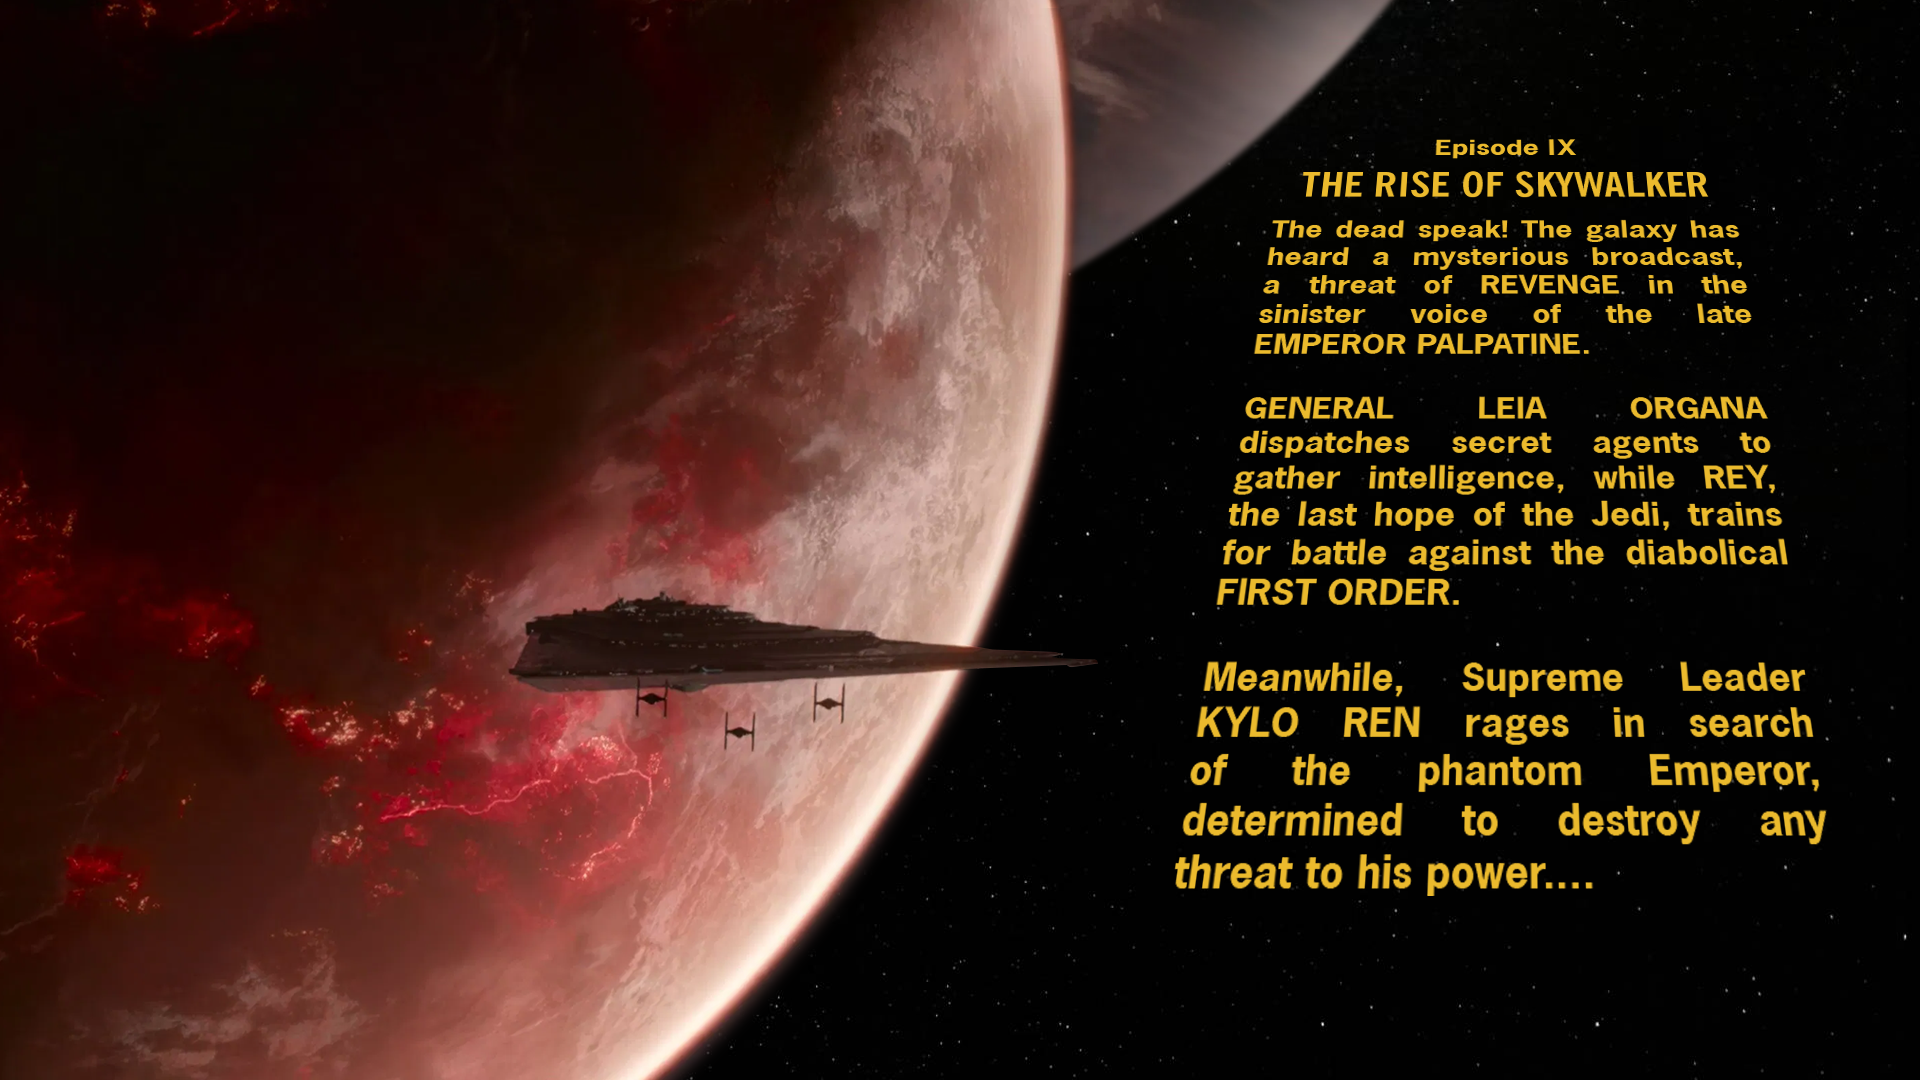 Episode IX
THE RISE OF SKYWALKER
The dead speak! The galaxy has
heard a mysterious broadcast,
a threat of REVENGE in the
sinister voice of the late
EMPEROR PALPATINE.
GENERAL LEIA ORGANA
dispatches secret agents to
gather intelligence, while REY,
the last hope of the Jedi, trains
for battle against the diabolical
FIRST ORDER.
Meanwhile, Supreme Leader
KYLO REN rages in search
of the phantom Emperor,
determined to destroy any
threat to his power....